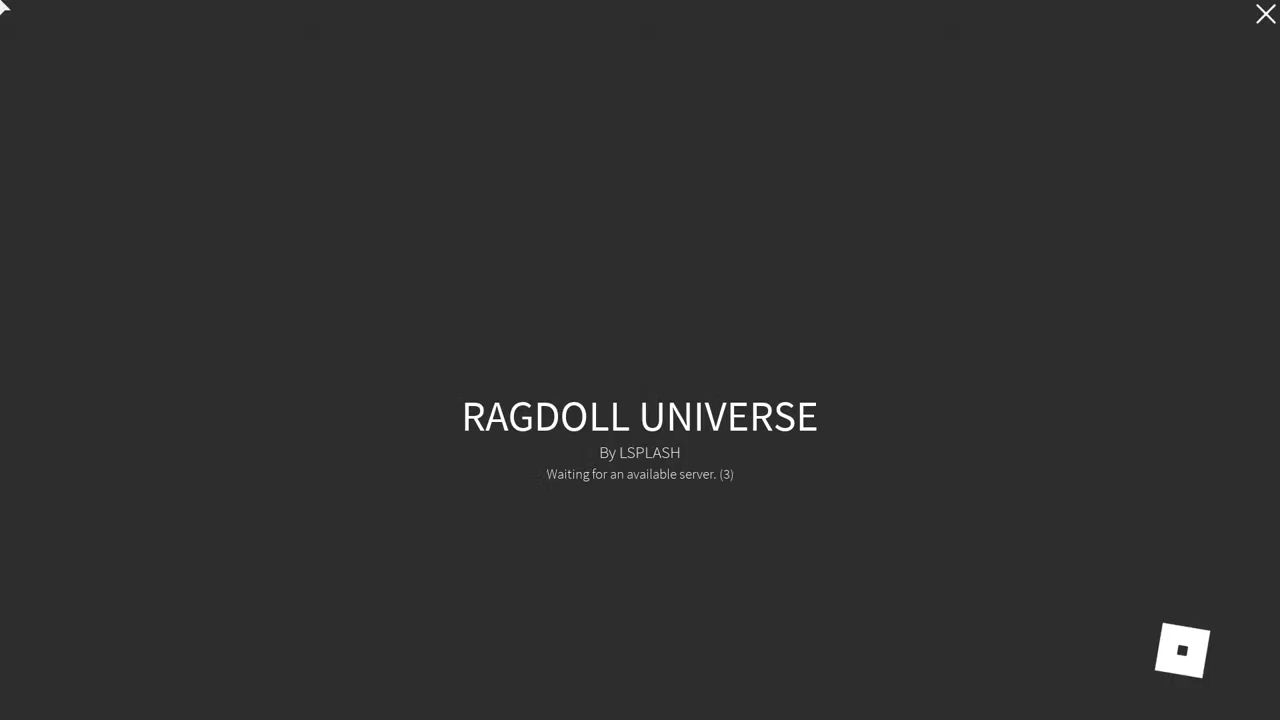 RAGDOLL UNIVERSE
By LSPLASH
Waiting for an available server. (3)